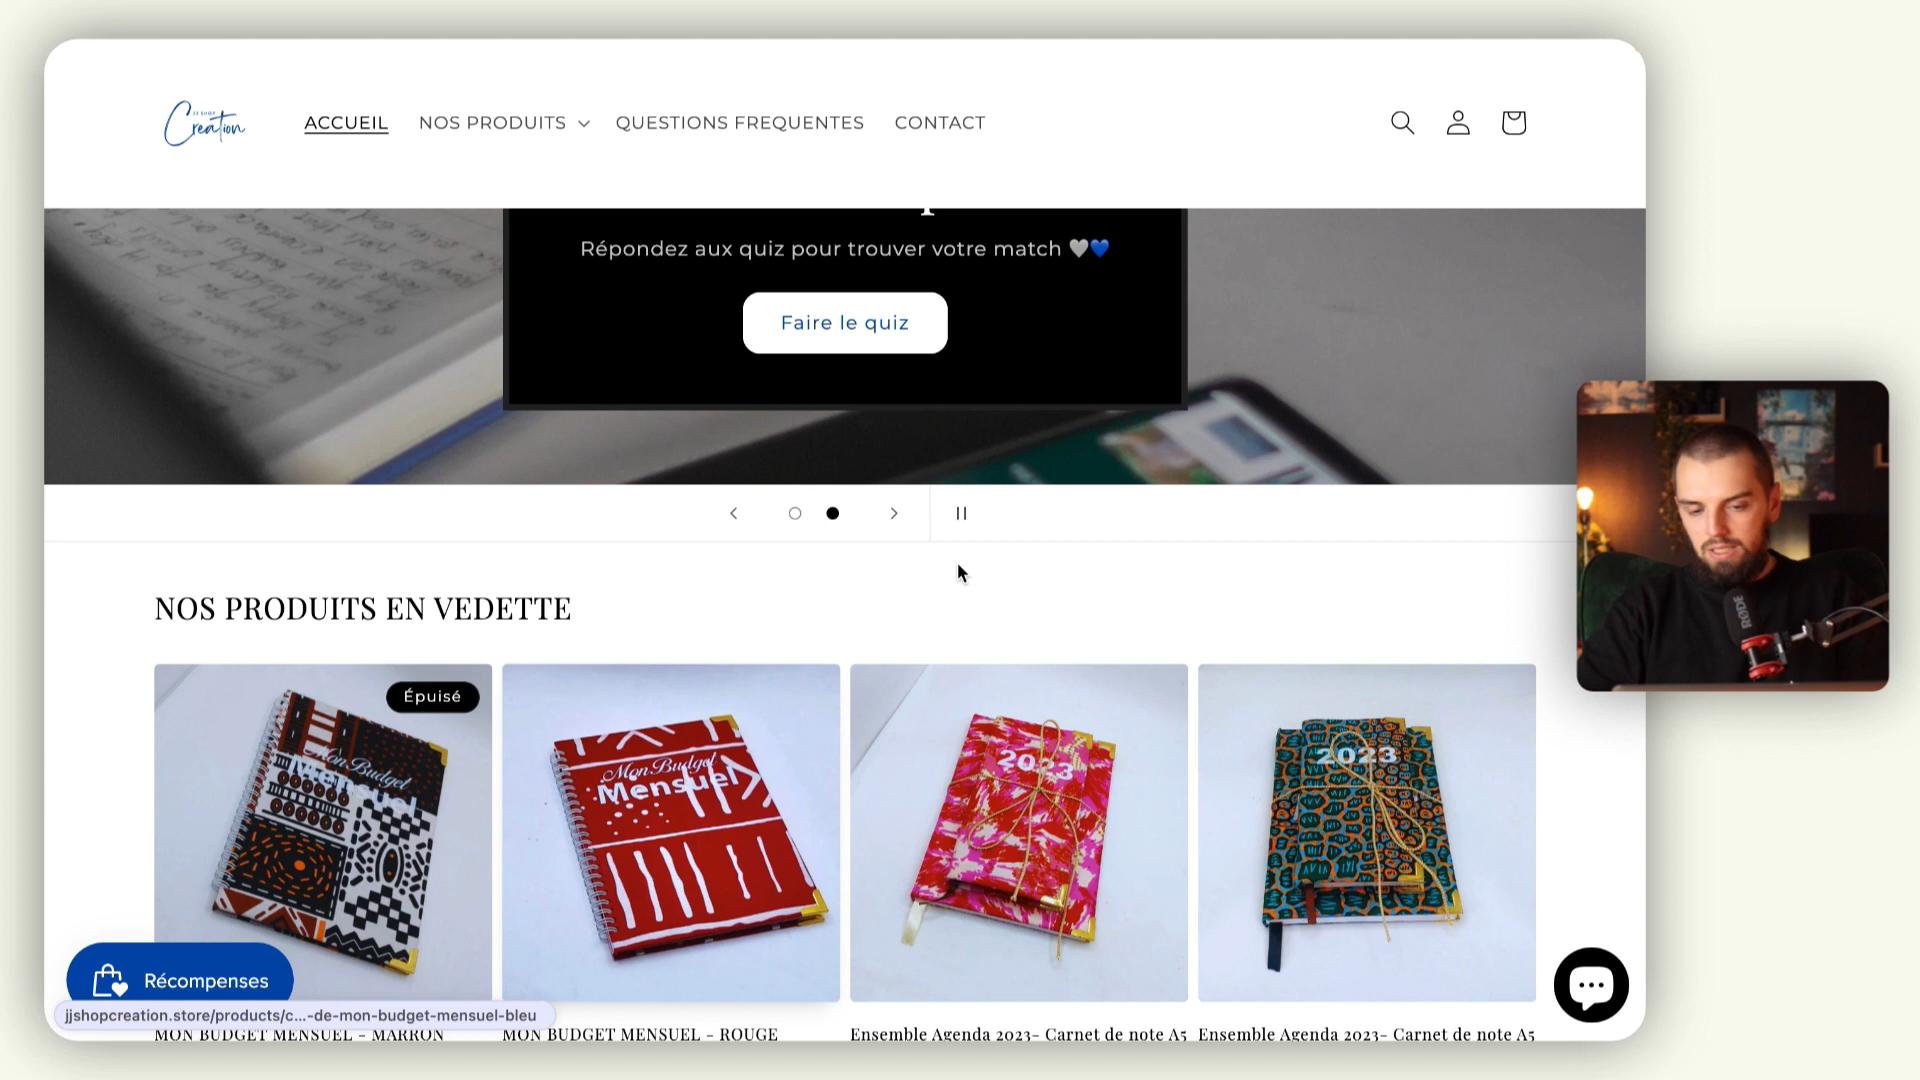 JJ SHOP
Creation
ACCUEIL
NOS PRODUITS
QUESTIONS FREQUENTES
CONTACT
Répondez aux quiz pour trouver votre match 🤍💙
Faire le quiz
NOS PRODUITS EN VEDETTE
Épuisé
Mon Budget
Mensuel
Mon Budget
Mensuel
2023
2023
RØDE
Récompenses
jjshopcreation.store/products/c...-de-mon-budget-mensuel-bleu
MON BUDGET MENSUEL – MARRON
MON BUDGET MENSUEL – ROUGE
Ensemble Agenda 2023– Carnet de note A5
Ensemble Agenda 2023– Carnet de note A5